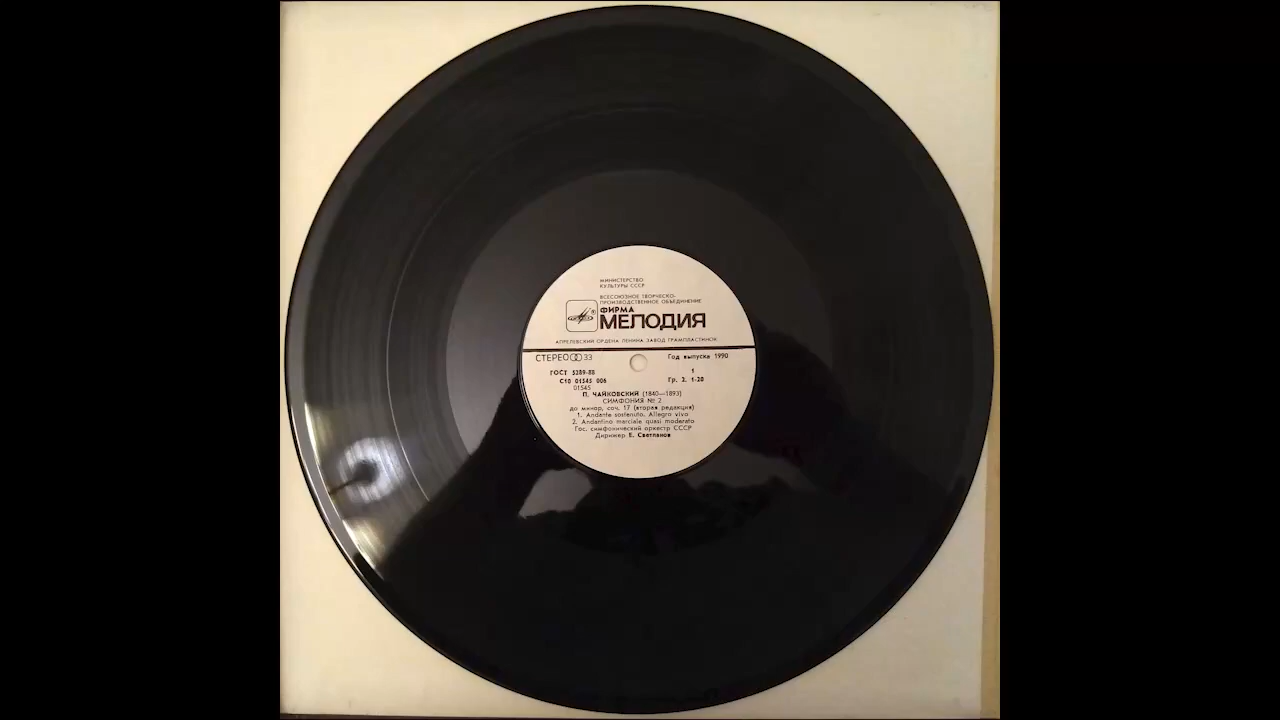 МИНИСТЕРСТВО
КУЛЬТУРЫ СССР
ВСЕСОЮЗНОЕ ТВОРЧЕСКО-
ПРОИЗВОДСТВЕННОЕ ОБЪЕДИНЕНИЕ
ФИРМА
® МЕЛОДИЯ
АПРЕЛЕВСКИЙ ОРДЕНА ЛЕНИНА ЗАВОД ГРАМПЛАСТИНОК
СТЕРЕО 33 Год выпуска 1990
ГОСТ 5289-88 1
С10 01545 006 Гр. 2. 1-20
01545
П. ЧАЙКОВСКИЙ (1840—1893)
СИМФОНИЯ № 2
до минор, соч. 17 (вторая редакция)
1. Andante sostenuto. Allegro vivo
2. Andantino marciale quasi moderato
Гос. симфонический оркестр СССР
Дирижер Е. Светланов